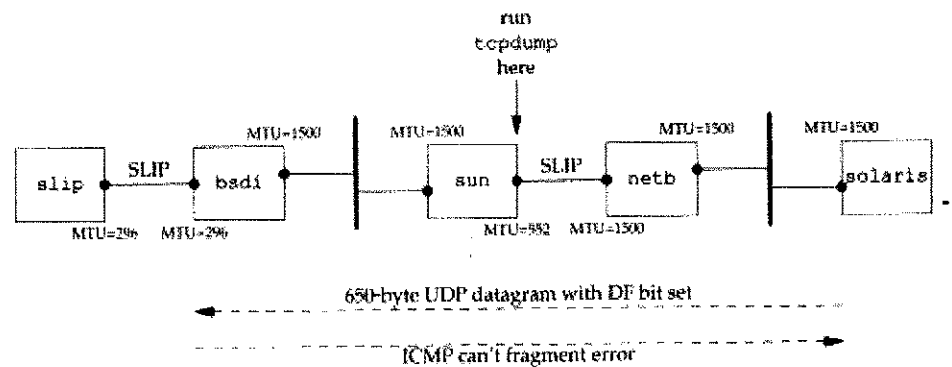 run
tcpdump
here
MTU=1500
MTU=1500
MTU=1500
MTU=1500
slip
SLIP
bsdi
sun
SLIP
netb
solaris
MTU=296
MTU=296
MTU=552
MTU=1500
650-byte UDP datagram with DF bit set
ICMP can't fragment error